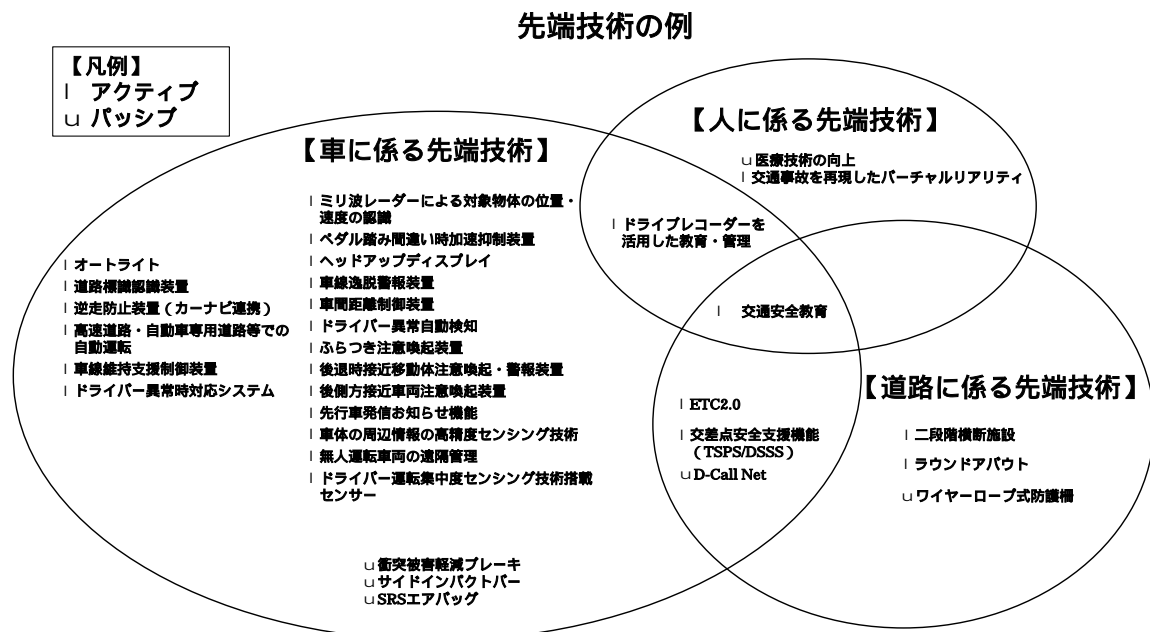 先端技術の例
【凡例】
l アクティブ
u パッシブ
【車に係る先端技術】
l オートライト
l 道路標識認識装置
l 逆走防止装置（カーナビ連携）
l 高速道路・自動車専用道路等での
自動運転
l 車線維持支援制御装置
l ドライバー異常時対応システム
l ミリ波レーダーによる対象物体の位置・
速度の認識
l ペダル踏み間違い時加速抑制装置
l ヘッドアップディスプレイ
l 車線逸脱警報装置
l 車間距離制御装置
l ドライバー異常自動検知
l ふらつき注意喚起装置
l 後退時接近移動体注意喚起・警報装置
l 後側方接近車両注意喚起装置
l 先行車発信お知らせ機能
l 車体の周辺情報の高精度センシング技術
l 無人運転車両の遠隔管理
l ドライバー運転集中度センシング技術搭載
センサー
u 衝突被害軽減ブレーキ
u サイドインパクトバー
u SRSエアバッグ
【人に係る先端技術】
u 医療技術の向上
l 交通事故を再現したバーチャルリアリティ
l ドライブレコーダーを
活用した教育・管理
l 交通安全教育
【道路に係る先端技術】
l ETC2.0
l 交差点安全支援機能
（TSPS/DSSS）
u D-Call Net
l 二段階横断施設
l ラウンドアバウト
u ワイヤーロープ式防護柵